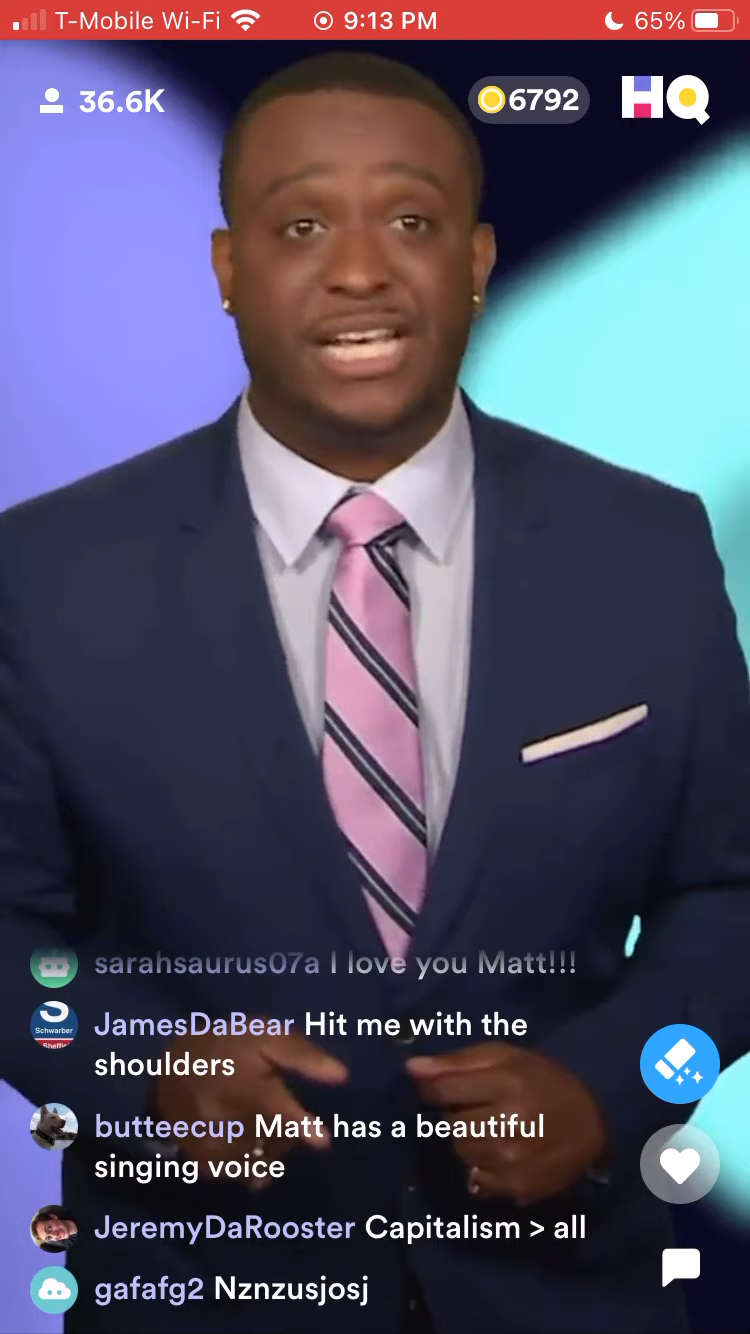 T-Mobile Wi-Fi 9:13 PM 65%
36.6K 6792 HQ
sarahsaurus07a I love you Matt!!!
JamesDaBear Hit me with the
shoulders
butteecup Matt has a beautiful
singing voice
JeremyDaRooster Capitalism > all
gafafg2 Nznzusjosj
S
Schwarber